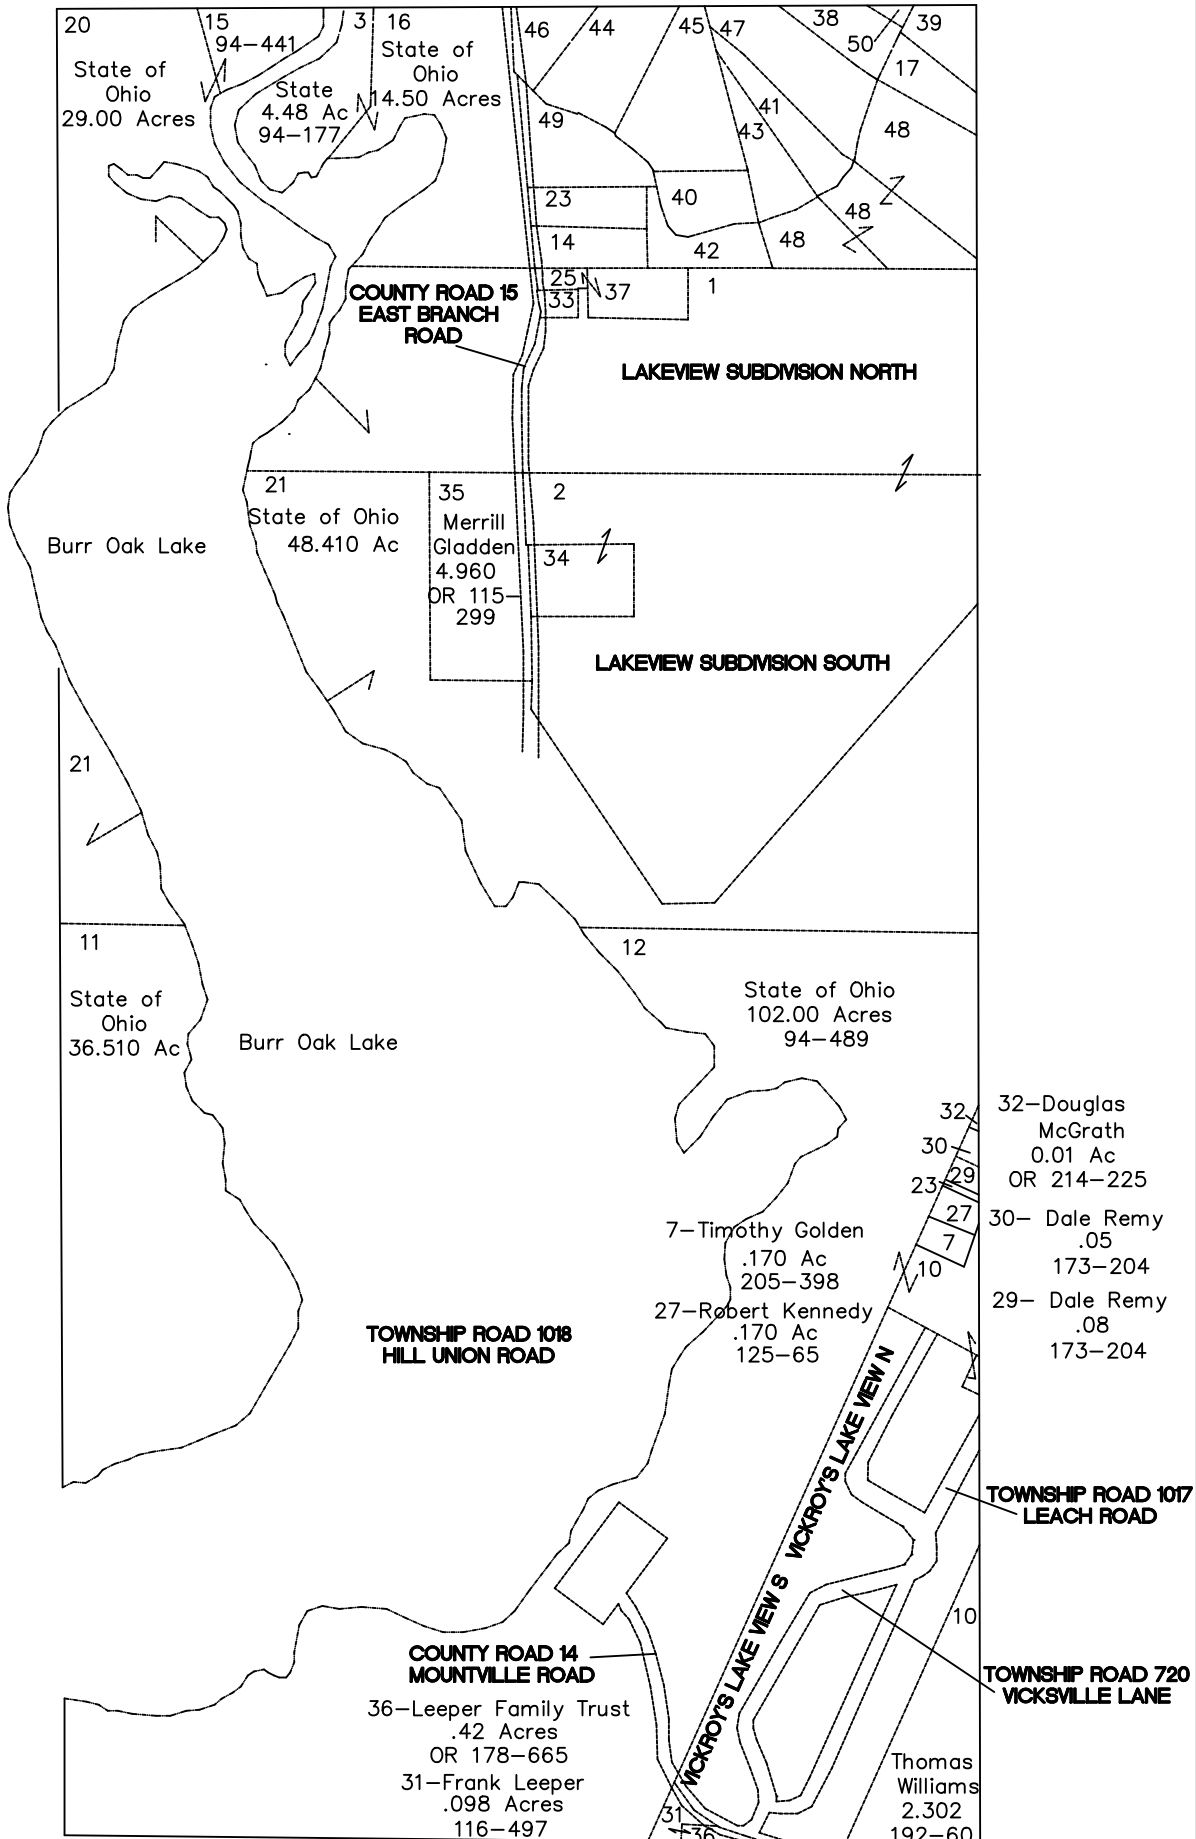 20
15
94-441
3
16
State of
Ohio
29.00 Acres
State
4.48 Ac
94-177
State of
Ohio
14.50 Acres
46
44
45
47
38
50
39
17
49
41
43
48
23
40
48
14
42
48
25
33
37
1
COUNTY ROAD 15
EAST BRANCH
ROAD
LAKEVIEW SUBDIVISION NORTH
21
State of Ohio
48.410 Ac
35
Merrill
Gladden
4.960
OR 115-
299
2
34
Burr Oak Lake
LAKEVIEW SUBDIVISION SOUTH
21
11
State of
Ohio
36.510 Ac
Burr Oak Lake
12
State of Ohio
102.00 Acres
94-489
32
30
29
23
27
7
10
32-Douglas
McGrath
0.01 Ac
OR 214-225
30- Dale Remy
.05
173-204
29- Dale Remy
.08
173-204
7-Timothy Golden
.170 Ac
205-398
27-Robert Kennedy
.170 Ac
125-65
TOWNSHIP ROAD 1018
HILL UNION ROAD
VICKROY'S LAKE VIEW N
VICKROY'S LAKE VIEW S
TOWNSHIP ROAD 1017
LEACH ROAD
10
COUNTY ROAD 14
MOUNTVILLE ROAD
TOWNSHIP ROAD 720
VICKSVILLE LANE
36-Leeper Family Trust
.42 Acres
OR 178-665
31-Frank Leeper
.098 Acres
116-497
31
36
Thomas
Williams
2.302
192-60